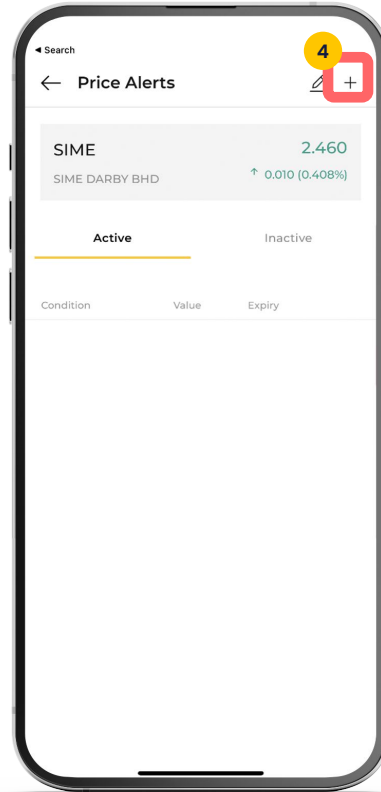 ◂ Search
4
← Price Alerts +
SIME 2.460
SIME DARBY BHD ↑ 0.010 (0.408%)
Active Inactive
Condition Value Expiry